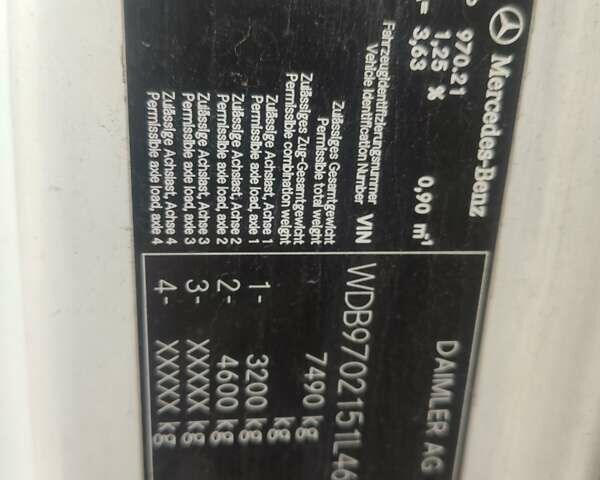 Mercedes-Benz
DAIMLER AG
970.21
1,25 %
0,90 m-1
i= 3,63
Fahrzeugidentifizierungsnummer
Vehicle Identification Number VIN
WDB9702151L46
Zulässiges Gesamtgewicht
Permissible total weight
7490 kg
Zulässiges Zug-Gesamtgewicht
Permissible combination weight
kg
Zulässige Achslast, Achse 1
Permissible axle load, axle 1
1- 3200 kg
Zulässige Achslast, Achse 2
Permissible axle load, axle 2
2- 4600 kg
Zulässige Achslast, Achse 3
Permissible axle load, axle 3
3- XXXXX kg
Zulässige Achslast, Achse 4
Permissible axle load, axle 4
4- XXXXX kg